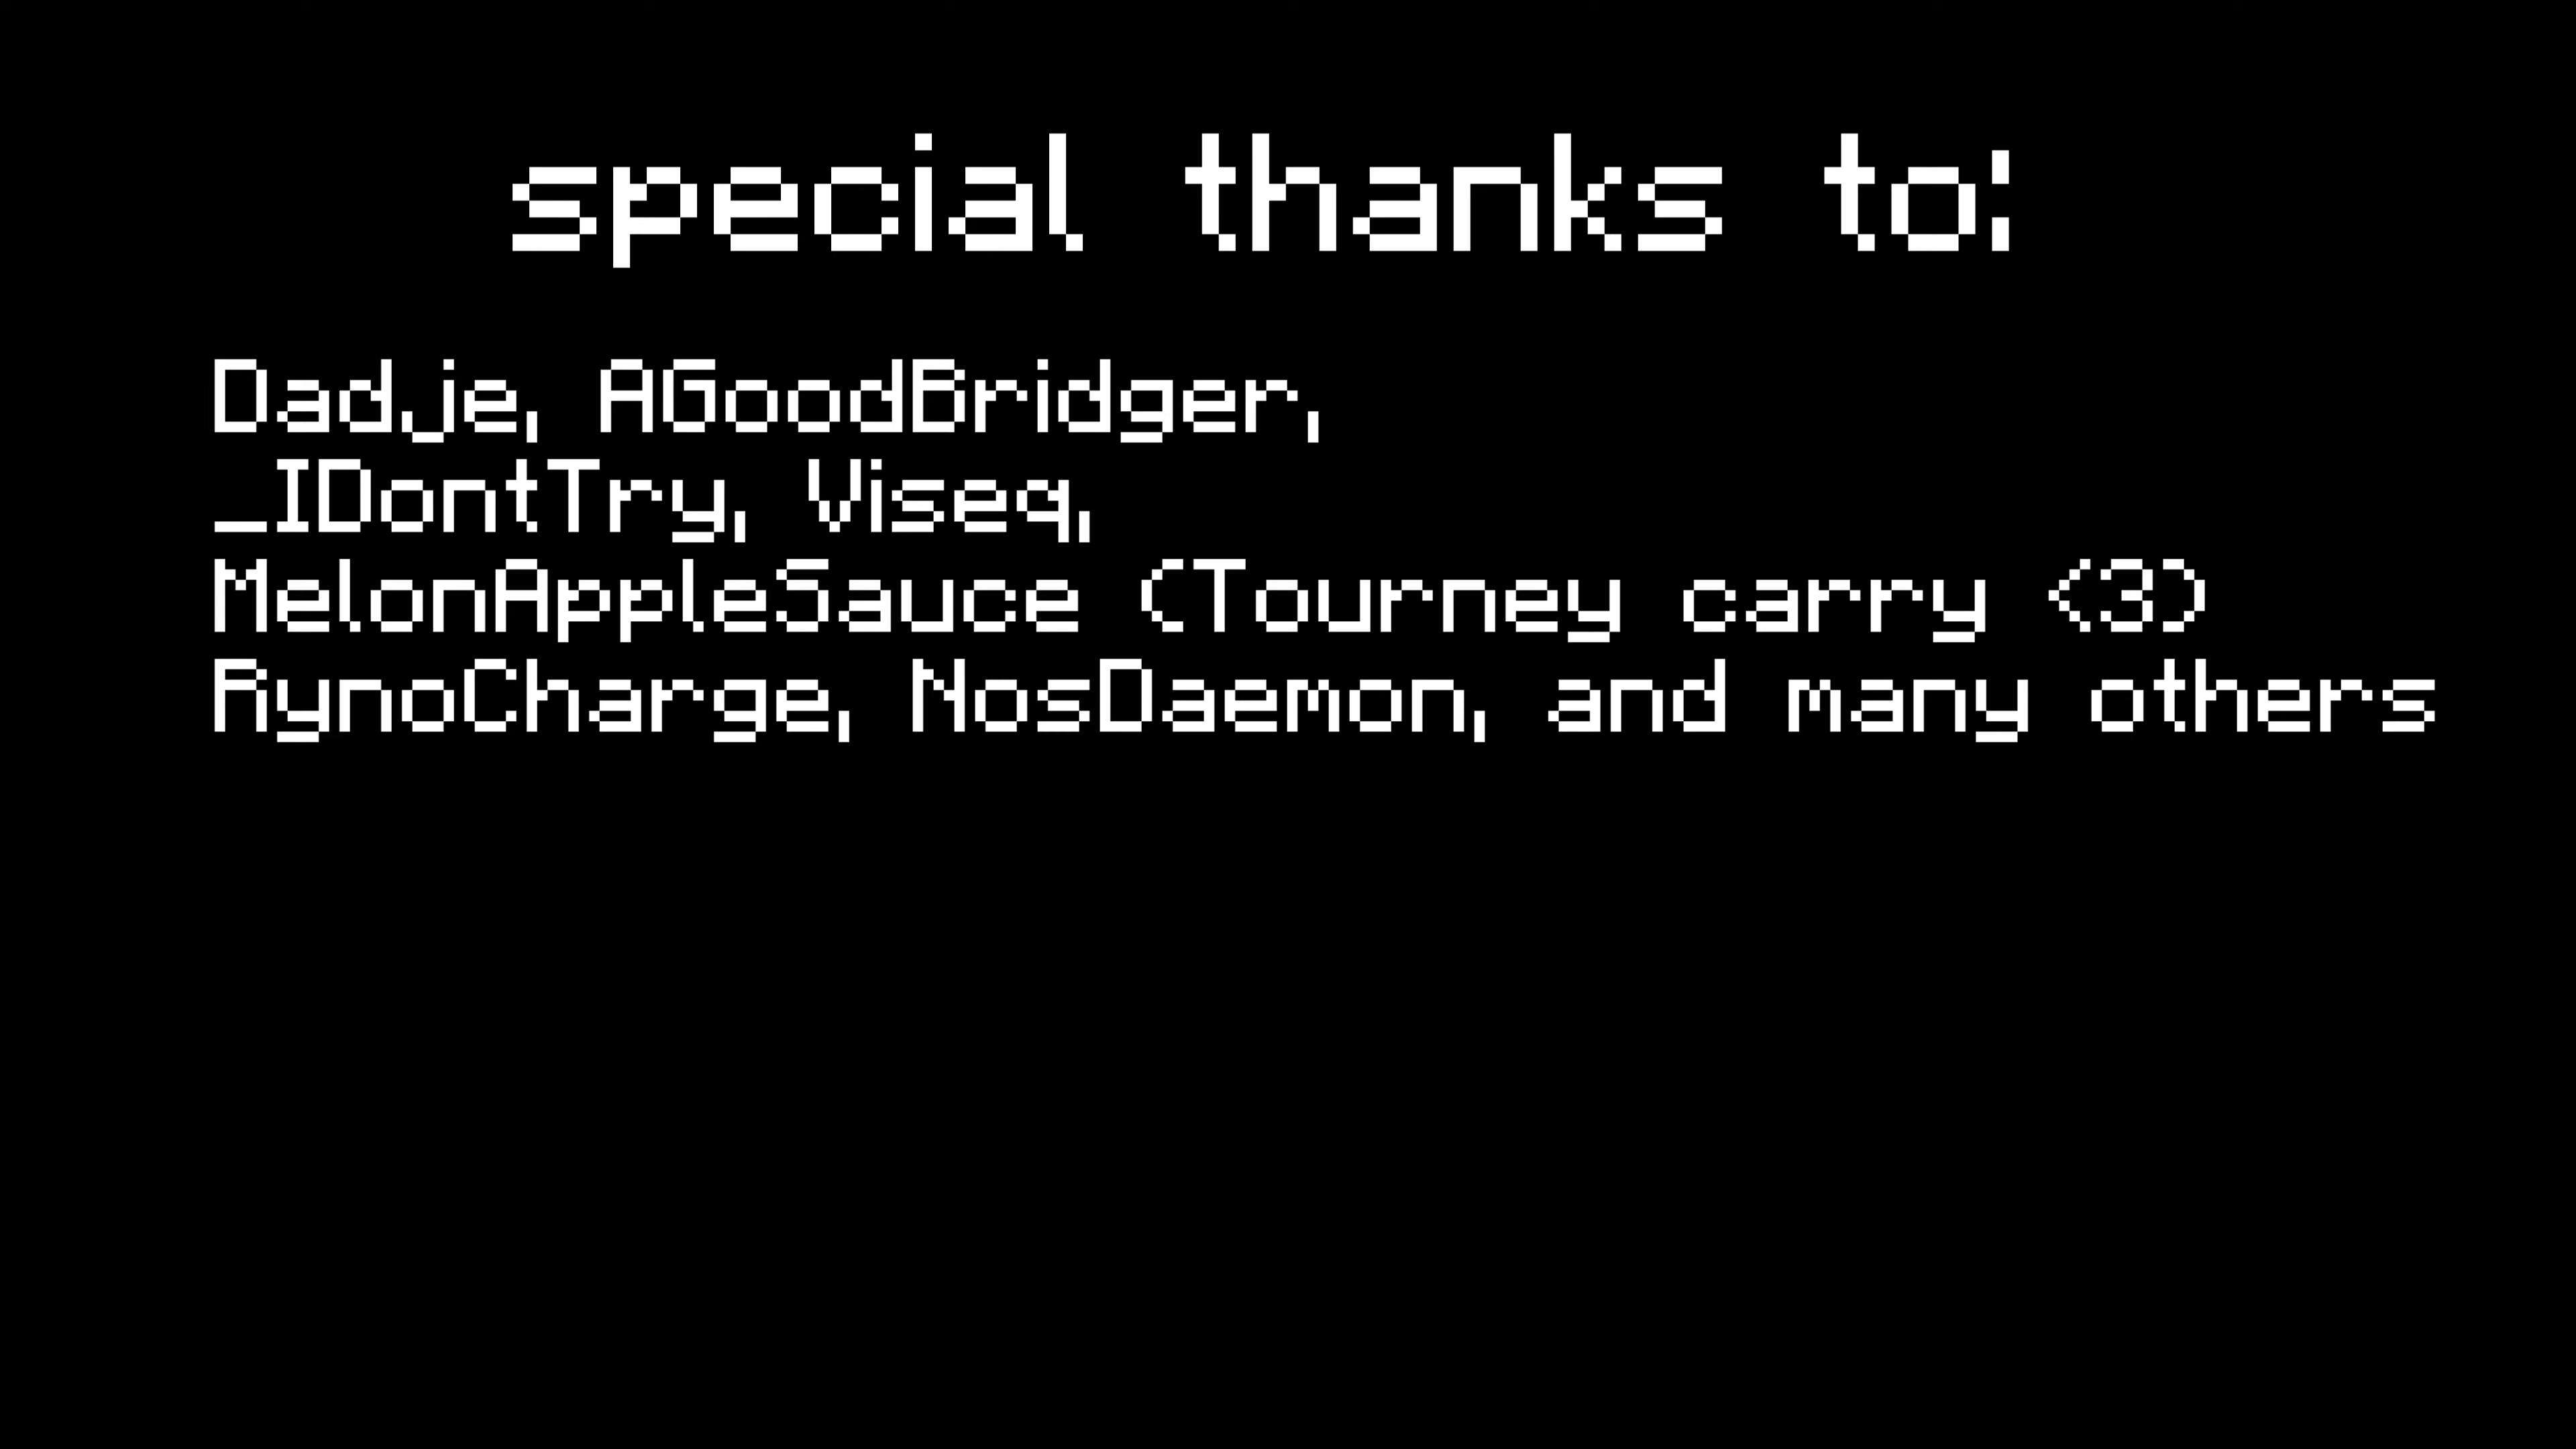 special thanks to:
Dadje, AGoodBridger,
_IDontTry, Viseq,
MelonAppleSauce (Tourney carry <3)
RynoCharge, NosDaemon, and many others